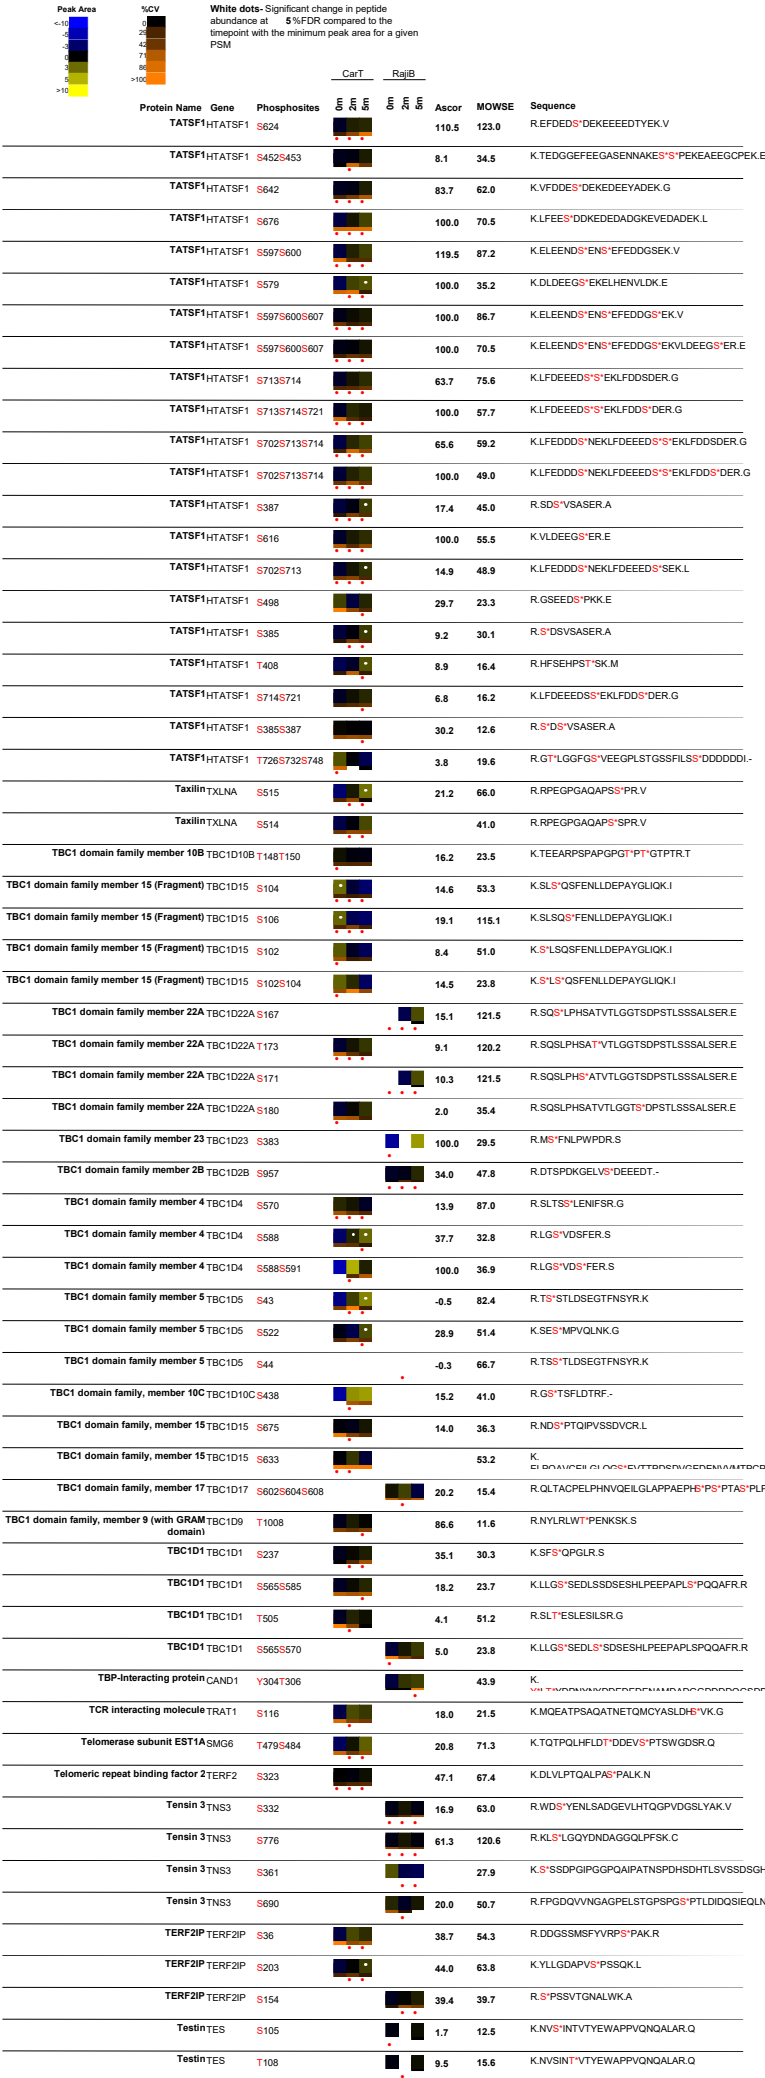 Peak Area %CV White dots- Significant change in peptide
abundance at 5 %FDR compared to the
timepoint with the minimum peak area for a given
PSM
<-10 0
-5 29
-3 42
0 71
3 86
5 >100
>10
CarT RajiB
Protein Name Gene Phosphosites 0m 2m 5m 0m 2m 5m Ascor MOWSE Sequence
TATSF1 HTATSF1 S624 110.5 123.0 R.EFDEDS*DEKEEEEDTYEK.V
TATSF1 HTATSF1 S452S453 8.1 34.5 K.TEDGGEFEEGASENNAKES*S*PEKEAEEGCPEK.E
TATSF1 HTATSF1 S642 83.7 62.0 K.VFDDES*DEKEDEEYADEK.G
TATSF1 HTATSF1 S676 100.0 70.5 K.LFEES*DDKEDEDADGKEVEDADEK.L
TATSF1 HTATSF1 S597S600 119.5 87.2 K.ELEENDS*ENS*EFEDDGSEK.V
TATSF1 HTATSF1 S579 100.0 35.2 K.DLDEEGS*EKELHENVLDK.E
TATSF1 HTATSF1 S597S600S607 100.0 86.7 K.ELEENDS*ENS*EFEDDGS*EK.V
TATSF1 HTATSF1 S597S600S607 100.0 70.5 K.ELEENDS*ENS*EFEDDGS*EKVLDEEGS*ER.E
TATSF1 HTATSF1 S713S714 63.7 75.6 K.LFDEEEDS*S*EKLFDDSDER.G
TATSF1 HTATSF1 S713S714S721 100.0 57.7 K.LFDEEEDS*S*EKLFDDS*DER.G
TATSF1 HTATSF1 S702S713S714 65.6 59.2 K.LFEDDDS*NEKLFDEEEDS*S*EKLFDDSDER.G
TATSF1 HTATSF1 S702S713S714 100.0 49.0 K.LFEDDDS*NEKLFDEEEDS*S*EKLFDDS*DER.G
TATSF1 HTATSF1 S387 17.4 45.0 R.SDS*VSASER.A
TATSF1 HTATSF1 S616 100.0 55.5 K.VLDEEGS*ER.E
TATSF1 HTATSF1 S702S713 14.9 48.9 K.LFEDDDS*NEKLFDEEEDS*SEK.L
TATSF1 HTATSF1 S498 29.7 23.3 R.GSEEDS*PKK.E
TATSF1 HTATSF1 S385 9.2 30.1 R.S*DSVSASER.A
TATSF1 HTATSF1 T408 8.9 16.4 R.HFSEHPST*SK.M
TATSF1 HTATSF1 S714S721 6.8 16.2 K.LFDEEEDSS*EKLFDDS*DER.G
TATSF1 HTATSF1 S385S387 30.2 12.6 R.S*DS*VSASER.A
TATSF1 HTATSF1 T726S732S748 3.8 19.6 R.GT*LGGFGS*VEEGPLSTGSSFILSS*DDDDDDI.-
Taxilin TXLNA S515 21.2 66.0 R.RPEGPGAQAPSS*PR.V
Taxilin TXLNA S514 41.0 R.RPEGPGAQAPS*SPR.V
TBC1 domain family member 10B TBC1D10B T148T150 16.2 23.5 K.TEEARPSPAPGPGT*PT*GTPTR.T
TBC1 domain family member 15 (Fragment) TBC1D15 S104 14.6 53.3 K.SLS*QSFENLLDEPAYGLIQK.I
TBC1 domain family member 15 (Fragment) TBC1D15 S106 19.1 115.1 K.SLSQS*FENLLDEPAYGLIQK.I
TBC1 domain family member 15 (Fragment) TBC1D15 S102 8.4 51.0 K.S*LSQSFENLLDEPAYGLIQK.I
TBC1 domain family member 15 (Fragment) TBC1D15 S102S104 14.5 23.8 K.S*LS*QSFENLLDEPAYGLIQK.I
TBC1 domain family member 22A TBC1D22A S167 15.1 121.5 R.SQS*LPHSATVTLGGTSDPSTLSSSALSER.E
TBC1 domain family member 22A TBC1D22A T173 9.1 120.2 R.SQSLPHSAT*VTLGGTSDPSTLSSSALSER.E
TBC1 domain family member 22A TBC1D22A S171 10.3 121.5 R.SQSLPHS*ATVTLGGTSDPSTLSSSALSER.E
TBC1 domain family member 22A TBC1D22A S180 2.0 35.4 R.SQSLPHSATVTLGGTS*DPSTLSSSALSER.E
TBC1 domain family member 23 TBC1D23 S383 100.0 29.5 R.MS*FNLPWPDR.S
TBC1 domain family member 2B TBC1D2B S957 34.0 47.8 R.DTSPDKGELVS*DEEEDT.-
TBC1 domain family member 4 TBC1D4 S570 13.9 87.0 R.SLTSS*LENIFSR.G
TBC1 domain family member 4 TBC1D4 S588 37.7 32.8 R.LGS*VDSFER.S
TBC1 domain family member 4 TBC1D4 S588S591 100.0 36.9 R.LGS*VDS*FER.S
TBC1 domain family member 5 TBC1D5 S43 -0.5 82.4 R.TS*STLDSEGTFNSYR.K
TBC1 domain family member 5 TBC1D5 S522 28.9 51.4 K.SES*MPVQLNK.G
TBC1 domain family member 5 TBC1D5 S44 -0.3 66.7 R.TSS*TLDSEGTFNSYR.K
TBC1 domain family, member 10C TBC1D10C S438 15.2 41.0 R.GS*TSFLDTRF.-
TBC1 domain family, member 15 TBC1D15 S675 14.0 36.3 R.NDS*PTQIPVSSDVCR.L
TBC1 domain family, member 15 TBC1D15 S633 53.2 K.
TBC1 domain family, member 17 TBC1D17 S602S604S608 20.2 15.4 R.QLTACPELPHNVQEILGLAPPAEPHS*PS*PTAS*PLP
TBC1 domain family, member 9 (with GRAM TBC1D9 T1008 86.6 11.6 R.NYLRLWT*PENKSK.S
domain)
TBC1D1 TBC1D1 S237 35.1 30.3 K.SFS*QPGLR.S
TBC1D1 TBC1D1 S565S585 18.2 23.7 K.LLGS*SEDLSSDSESHLPEEPAPLS*PQQAFR.R
TBC1D1 TBC1D1 T505 4.1 51.2 R.SLT*ESLESILSR.G
TBC1D1 TBC1D1 S565S570 5.0 23.8 K.LLGS*SEDLS*SDSESHLPEEPAPLSPQQAFR.R
TBP-Interacting protein CAND1 Y304T306 43.9 K.
TCR interacting molecule TRAT1 S116 18.0 21.5 K.MQEATPSAQATNETQMCYASLDHS*VK.G
Telomerase subunit EST1A SMG6 T479S484 20.8 71.3 K.TQTPQLHFLDT*DDEVS*PTSWGDSR.Q
Telomeric repeat binding factor 2 TERF2 S323 47.1 67.4 K.DLVLPTQALPAS*PALK.N
Tensin 3 TNS3 S332 16.9 63.0 R.WDS*YENLSADGEVLHTQGPVDGSLYAK.V
Tensin 3 TNS3 S776 61.3 120.6 R.KLS*LGQYDNDAGGQLPFSK.C
Tensin 3 TNS3 S361 27.9 K.S*SSDPGIPGGPQAIPATNSPDHSDHTLSVSSDSGH
Tensin 3 TNS3 S690 20.0 50.7 R.FPGDQVVNGAGPELSTGPSPGS*PTLDIDQSIEQLN
TERF2IP TERF2IP S36 38.7 54.3 R.DDGSSMSFYVRPS*PAK.R
TERF2IP TERF2IP S203 44.0 63.8 K.YLLGDAPVS*PSSQK.L
TERF2IP TERF2IP S154 39.4 39.7 R.S*PSSVTGNALWK.A
Testin TES S105 1.7 12.5 K.NVS*INTVTYEWAPPVQNQALAR.Q
Testin TES T108 9.5 15.6 K.NVSINT*VTYEWAPPVQNQALAR.Q